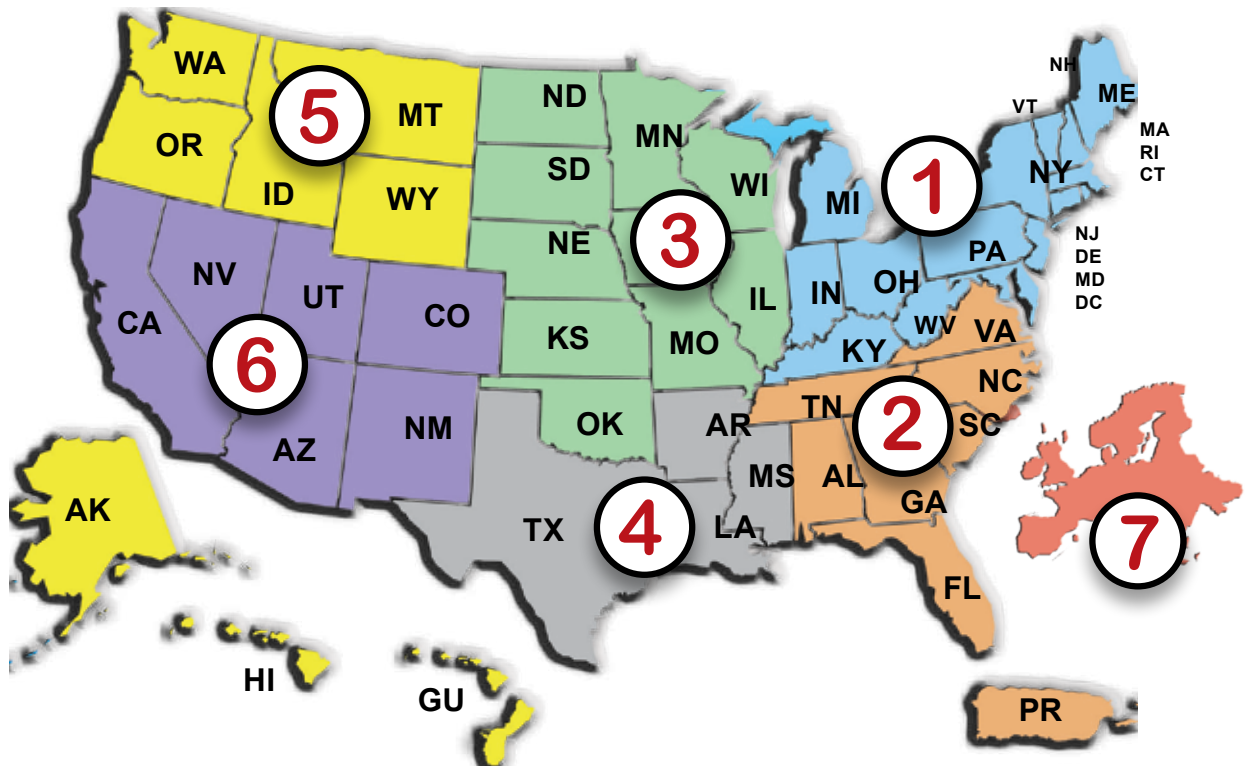 NH
WA
ME
ND
MT
5
VT
MN
MA
RI
CT
OR
SD
WI
1
NY
ID
WY
MI
NE
3
NJ
PA
DE
NV
UT
IN
OH
MD
IL
DC
CA
CO
WV
VA
KS
MO
KY
6
NC
TN
2
SC
NM
OK
AR
AZ
MS
AL
GA
AK
TX
4
LA
7
FL
HI
GU
PR